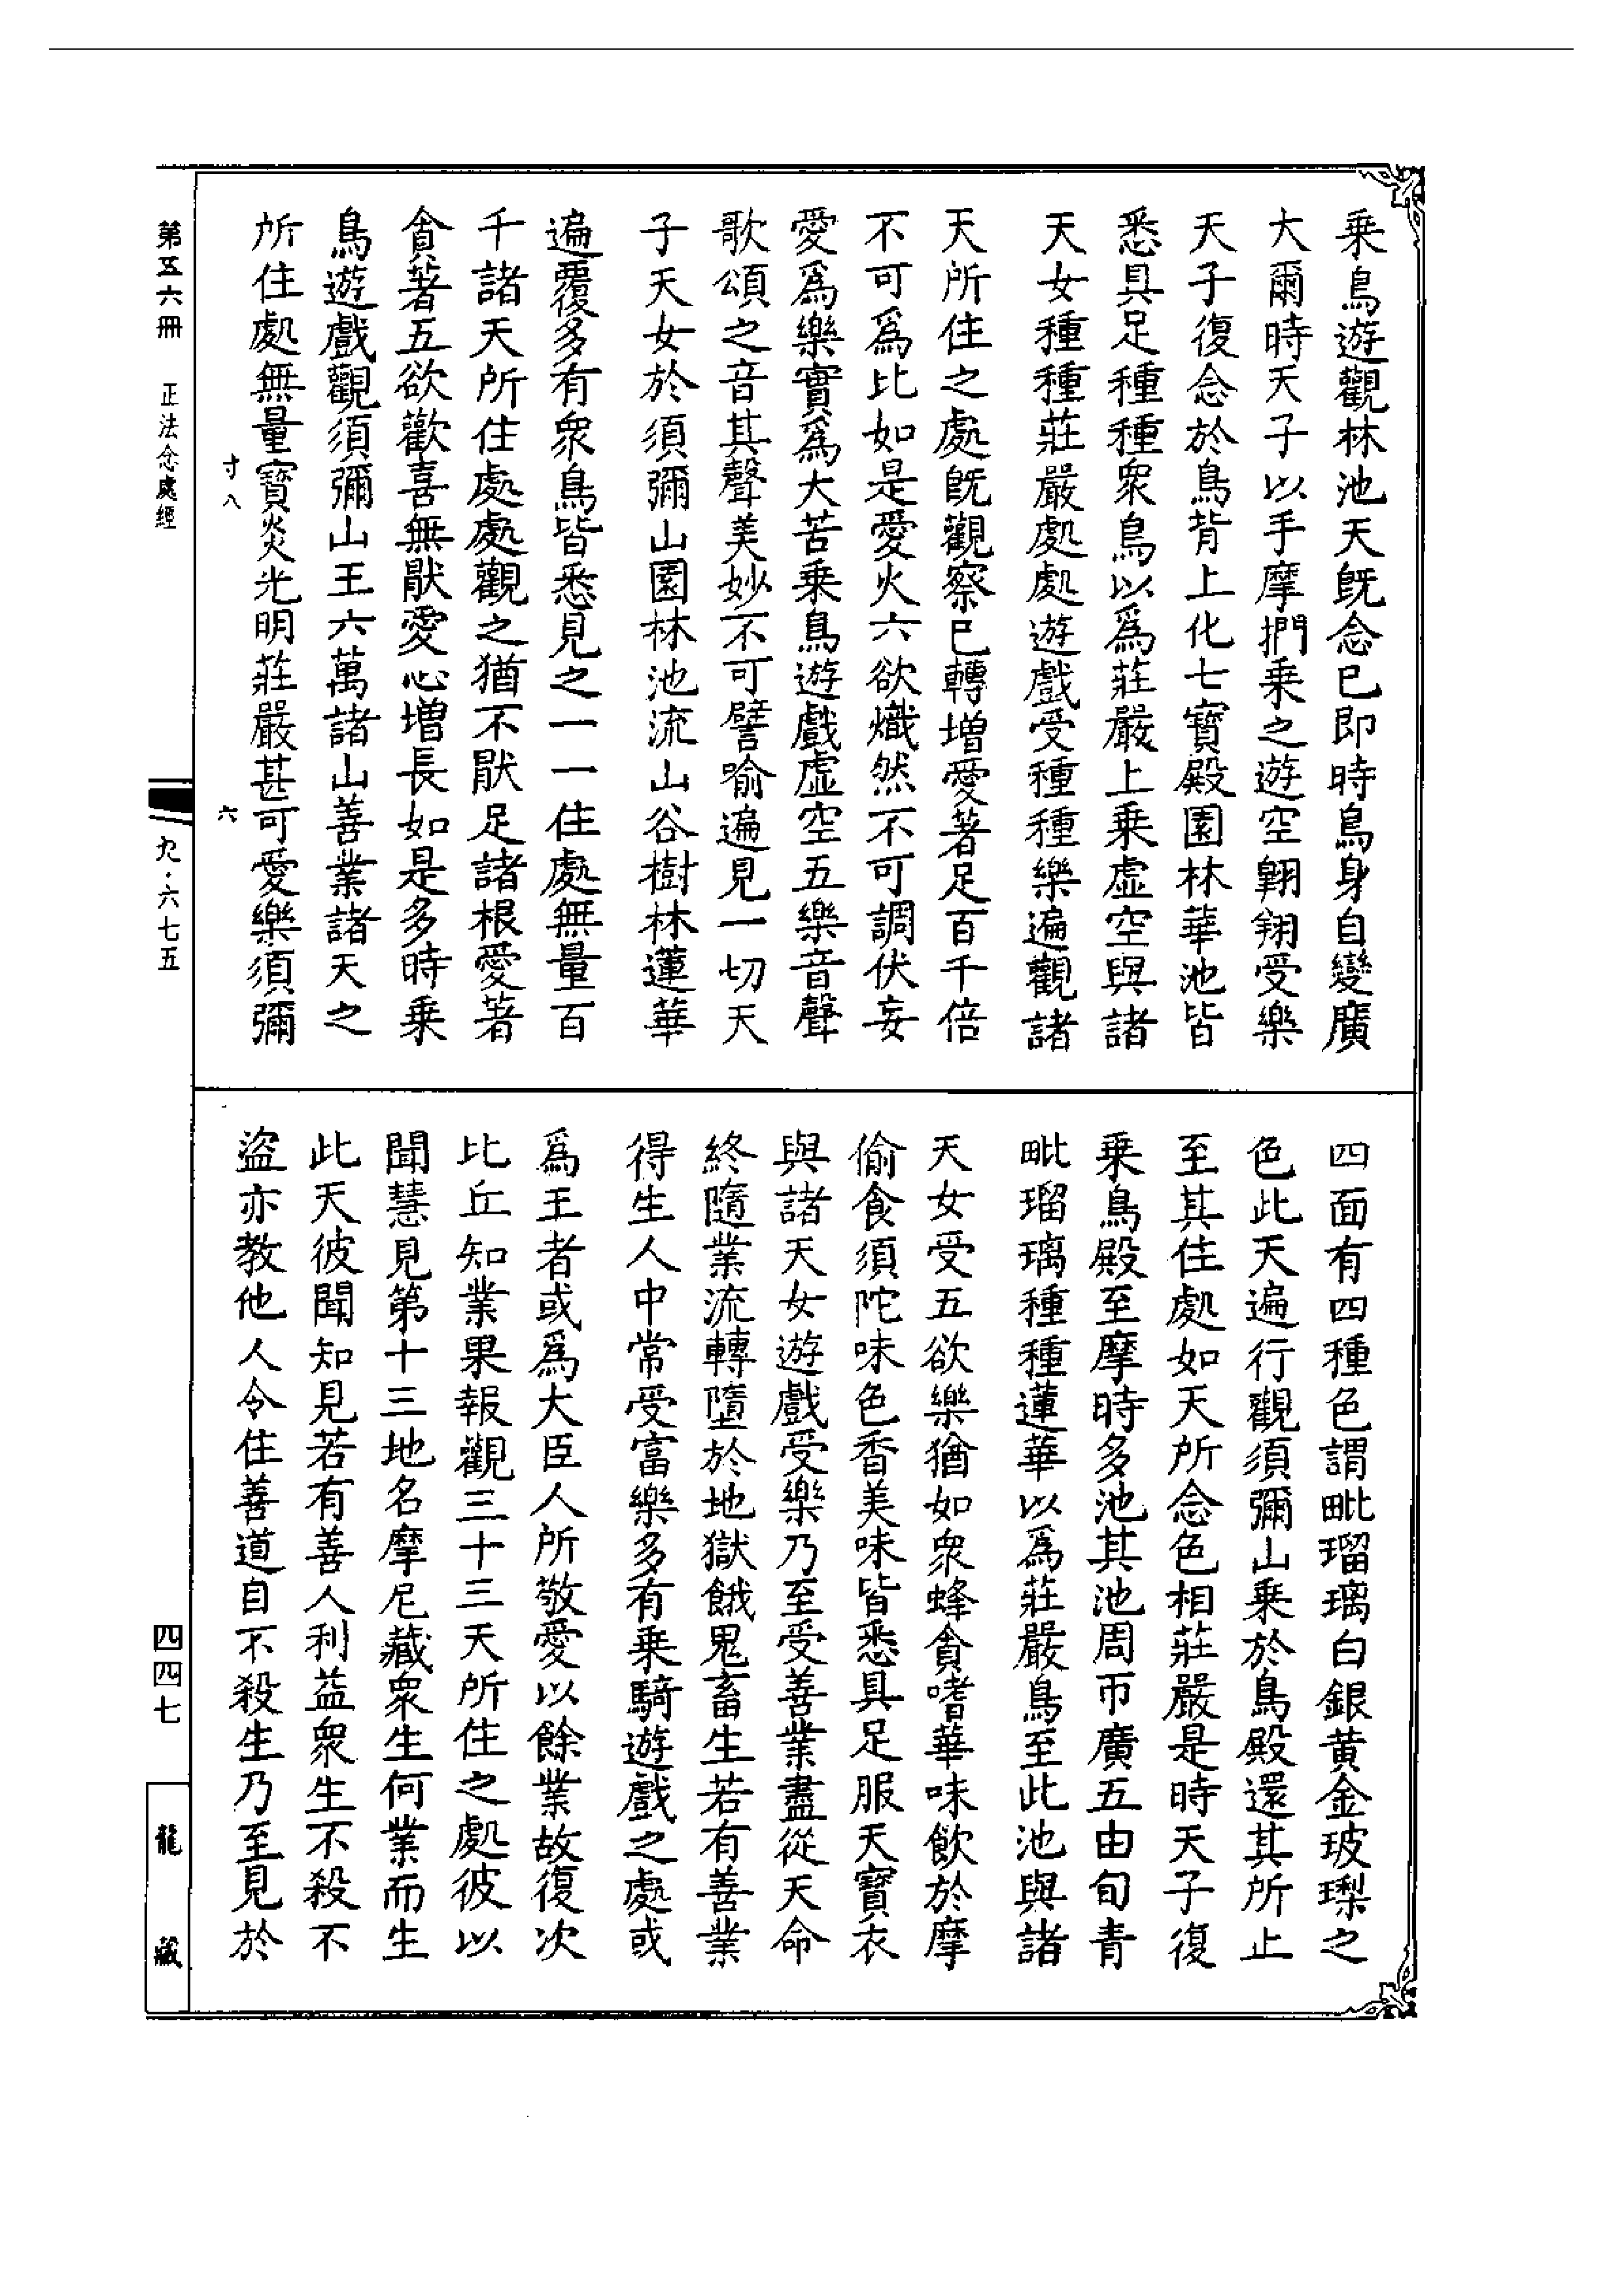 乘鳥遊觀林池天旣念已即時鳥身自變廣
大爾時天子以手摩捫乘之遊空翺翔受樂
天子復念於鳥背上化七寶殿園林華池皆
悉具足種種衆鳥以爲莊嚴上乘虛空與諸
天女種種莊嚴處處遊戲受種種樂遍觀諸
天所住之處旣觀察已轉增愛著足百千倍
不可爲比如是愛火六欲熾然不可調伏妄
愛爲樂實爲大苦乘鳥遊戲虛空五樂音聲
歌頌之音其聲美妙不可譬喻遍見一切天
子天女於須彌山園林池流山谷樹林蓮華
遍覆多有衆鳥皆悉見之一一住處無量百
千諸天所住處處觀之猶不猒足諸根愛著
貪著五欲歡喜無猒愛心增長如是多時乘
鳥遊戲觀須彌山王六萬諸山善業諸天之
所住處無量寶炎光明莊嚴甚可愛樂須彌
寸八 六
四面有四種色謂毗瑠璃白銀黃金玻瓈之
色此天遍行觀須彌山乘於鳥殿還其所止
至其住處如天所念色相莊嚴是時天子復
乘鳥殿至摩時多池其池周帀廣五由旬青
毗瑠璃種種蓮華以爲莊嚴鳥至此池與諸
天女受五欲樂猶如衆蜂貪嗜華味飲於摩
偷食須陀味色香美味皆悉具足服天寶衣
與諸天女遊戲受樂乃至受善業盡從天命
終隨業流轉墮於地獄餓鬼畜生若有善業
得生人中常受富樂多有乘騎遊戲之處或
爲王者或爲大臣人所敬愛以餘業故復次
比丘知業果報觀三十三天所住之處彼以
聞慧見第十三地名摩尼藏衆生何業而生
此天彼聞知見若有善人利益衆生不殺不
盜亦教他人令住善道自不殺生乃至見於
第五六冊 正法念處經
九·六七五
四四七
龍藏